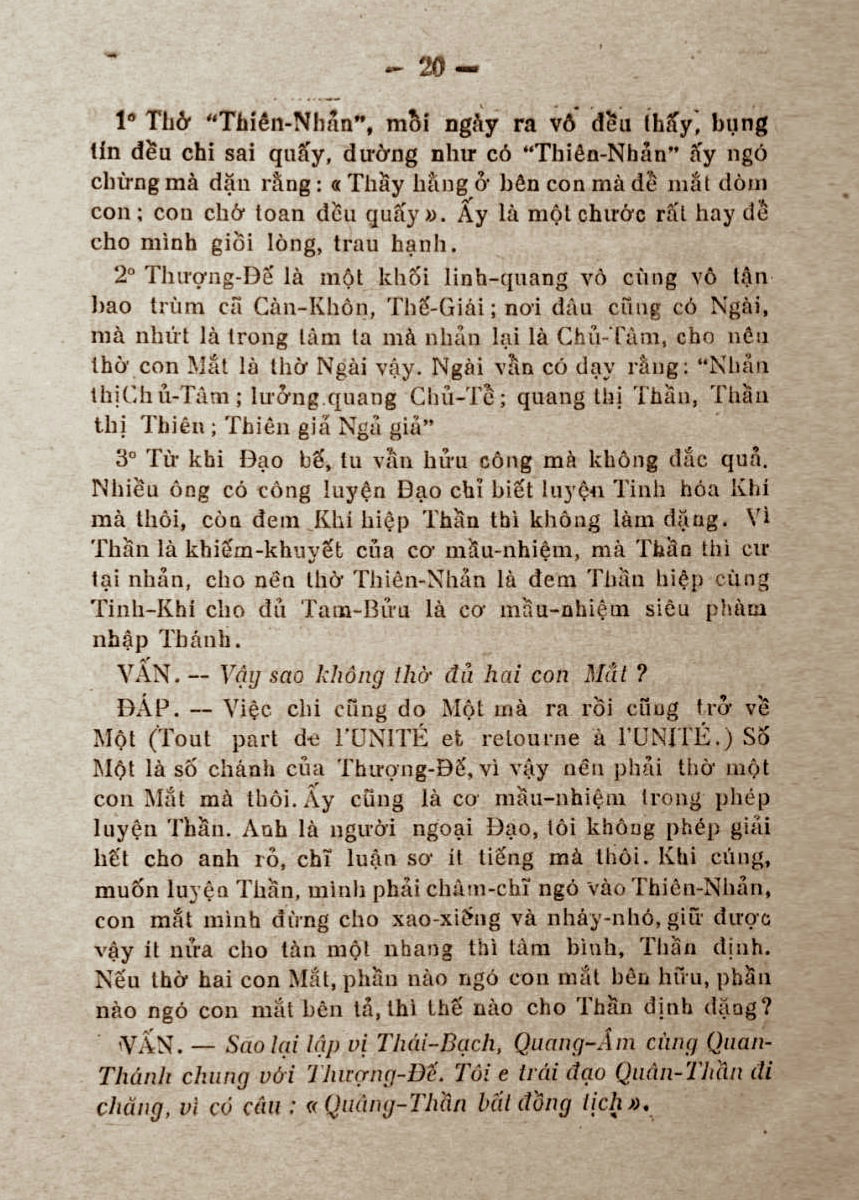 — 20 —
1º Thờ “Thiên-Nhản”, mỗi ngày ra vô đều thấy, bụng
tín đều chi sai quấy, dường như có “Thiên-Nhản” ấy ngó
chừng mà dặn rằng : « Thầy hằng ở bên con mà để mắt dòm
con ; con chớ toan đều quấy ». Ấy là một chước rất hay để
cho mình giồi lòng, trau hạnh.
2º Thượng-Đế là một khối linh-quang vô cùng vô tận
bao trùm cả Càn-Khôn, Thế-Giái ; nơi đâu cũng có Ngài,
mà nhứt là trong tâm ta mà nhản lại là Chủ-Tâm, cho nên
thờ con Mắt là thờ Ngài vậy. Ngài vẫn có dạy rằng : “Nhản
thị Chủ-Tâm ; lưởng quang Chủ-Tể ; quang thị Thần, Thần
thị Thiên ; Thiên giả Ngả giả”
3º Từ khi Đạo bế, tu vẫn hửu công mà không đắc quả.
Nhiều ông có công luyện Đạo chỉ biết luyện Tinh hóa Khí
mà thôi, còn đem Khí hiệp Thần thì không làm dặng. Vì
Thần là khiếm-khuyết của cơ mầu-nhiệm, mà Thần thì cư
tại nhản, cho nên thờ Thiên-Nhản là đem Thần hiệp cùng
Tinh-Khí cho đủ Tam-Bửu là cơ mầu-nhiệm siêu phàm
nhập Thánh.
VẤN. — Vậy sao không thờ đủ hai con Mắt ?
ĐÁP. — Việc chi cũng do Một mà ra rồi cũng trở về
Một (Tout part de l'UNITÉ et retourne à l'UNITÉ.) Số
Một là số chánh của Thượng-Đế, vì vậy nên phải thờ một
con Mắt mà thôi. Ấy cũng là cơ mầu-nhiệm trong phép
luyện Thần. Anh là người ngoại Đạo, tôi không phép giải
hết cho anh rỏ, chỉ luận sơ ít tiếng mà thôi. Khi cúng,
muốn luyện Thần, mình phải châm-chỉ ngó vào Thiên-Nhản,
con mắt mình đừng cho xao-xiếng và nháy-nhó, giữ được
vậy ít nửa cho tàn một nhang thì tâm bình, Thần định.
Nếu thờ hai con Mắt, phần nào ngó con mắt bên hữu, phần
nào ngó con mắt bên tả, thì thế nào cho Thần định dặng ?
VẤN. — Sao lại lập vị Thái-Bạch, Quang-Âm cùng Quan-
Thánh chung với Thượng-Đế. Tôi e trái đạo Quân-Thần đi
chăng, vì có câu : « Quâng-Thần bất đồng tịch ».